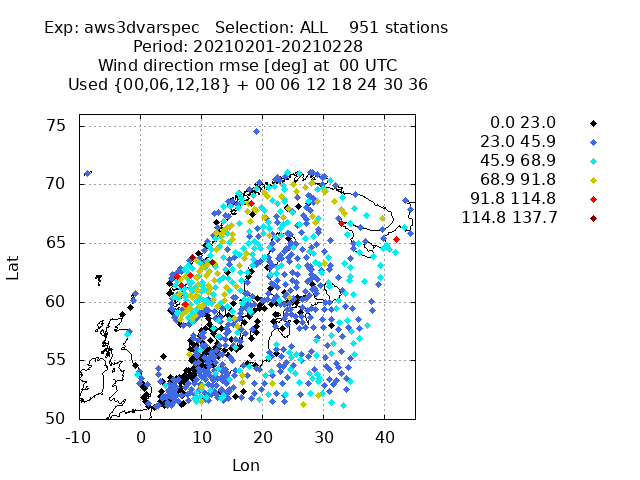 Exp: aws3dvarspec   Selection: ALL    951 stations
Period: 20210201-20210228
Wind direction rmse [deg] at  00 UTC
Used {00,06,12,18} + 00 06 12 18 24 30 36
0.0 23.0
23.0 45.9
45.9 68.9
68.9 91.8
91.8 114.8
114.8 137.7
75
70
65
60
55
50
Lat
-10 0 10 20 30 40
Lon